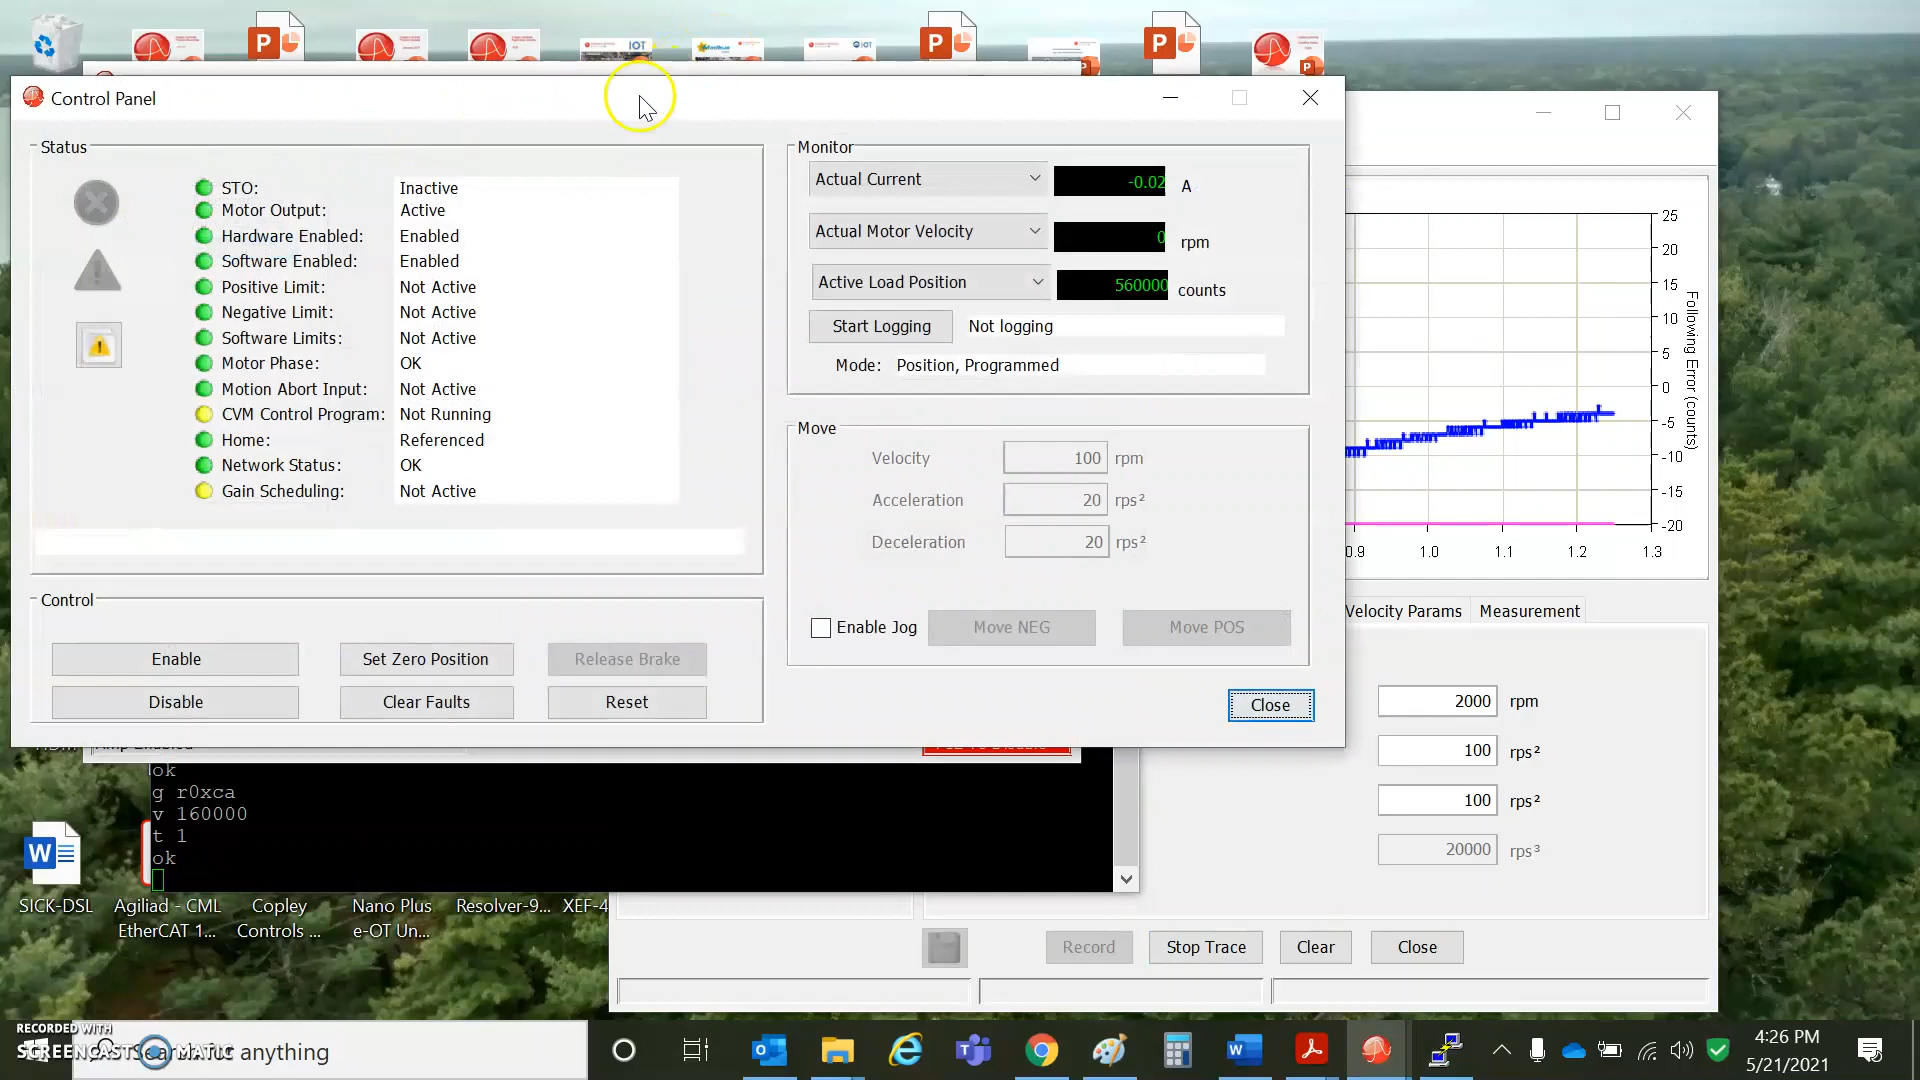 IOT
IOT
Control Panel
Status
STO: Inactive
Motor Output: Active
Hardware Enabled: Enabled
Software Enabled: Enabled
Positive Limit: Not Active
Negative Limit: Not Active
Software Limits: Not Active
Motor Phase: OK
Motion Abort Input: Not Active
CVM Control Program: Not Running
Home: Referenced
Network Status: OK
Gain Scheduling: Not Active
Monitor
Actual Current -0.02 A
Actual Motor Velocity 0 rpm
Active Load Position 560000 counts
Start Logging Not logging
Mode: Position, Programmed
Move
Velocity 100 rpm
Acceleration 20 rps²
Deceleration 20 rps²
Enable Jog Move NEG Move POS
Control
Enable Set Zero Position Release Brake
Disable Clear Faults Reset
Close
25
20
15
10
5
0
-5
-10
-15
-20
Following Error (counts)
0.9 1.0 1.1 1.2 1.3
Velocity Params Measurement
2000 rpm
100 rps²
100 rps²
20000 rps³
ok
g r0xca
v 160000
t 1
ok
SICK-DSL
Agiliad - CML
EtherCAT 1...
Copley
Controls ...
Nano Plus
e-OT Un...
Resolver-9...
XEF-4
Record Stop Trace Clear Close
RECORDED WITH
SCREENCAST MATIC
anything
4:26 PM
5/21/2021